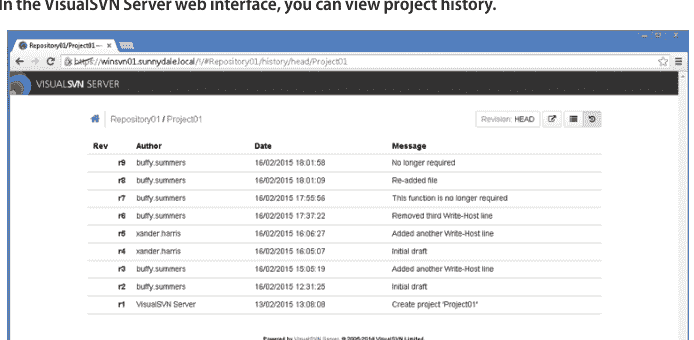 In the VisualSVN Server web interface, you can view project history.
Repository01/Project01 —
https://winsvn01.sunnydale.local/!/#Repository01/history/head/Project01
VISUALSVN SERVER
Repository01 / Project01
Revision: HEAD
Rev Author Date Message
r9 buffy.summers 16/02/2015 18:01:58 No longer required
r8 buffy.summers 16/02/2015 18:01:09 Re-added file
r7 buffy.summers 16/02/2015 17:55:56 This function is no longer required
r6 buffy.summers 16/02/2015 17:37:22 Removed third Write-Host line
r5 xander.harris 16/02/2015 16:06:27 Added another Write-Host line
r4 xander.harris 16/02/2015 16:05:07 Initial draft
r3 buffy.summers 16/02/2015 15:05:19 Added another Write-Host line
r2 buffy.summers 16/02/2015 12:31:25 Initial draft
r1 VisualSVN Server 13/02/2015 13:08:08 Create project 'Project01'
Powered by VisualSVN Server. © 2005-2014 VisualSVN Limited.